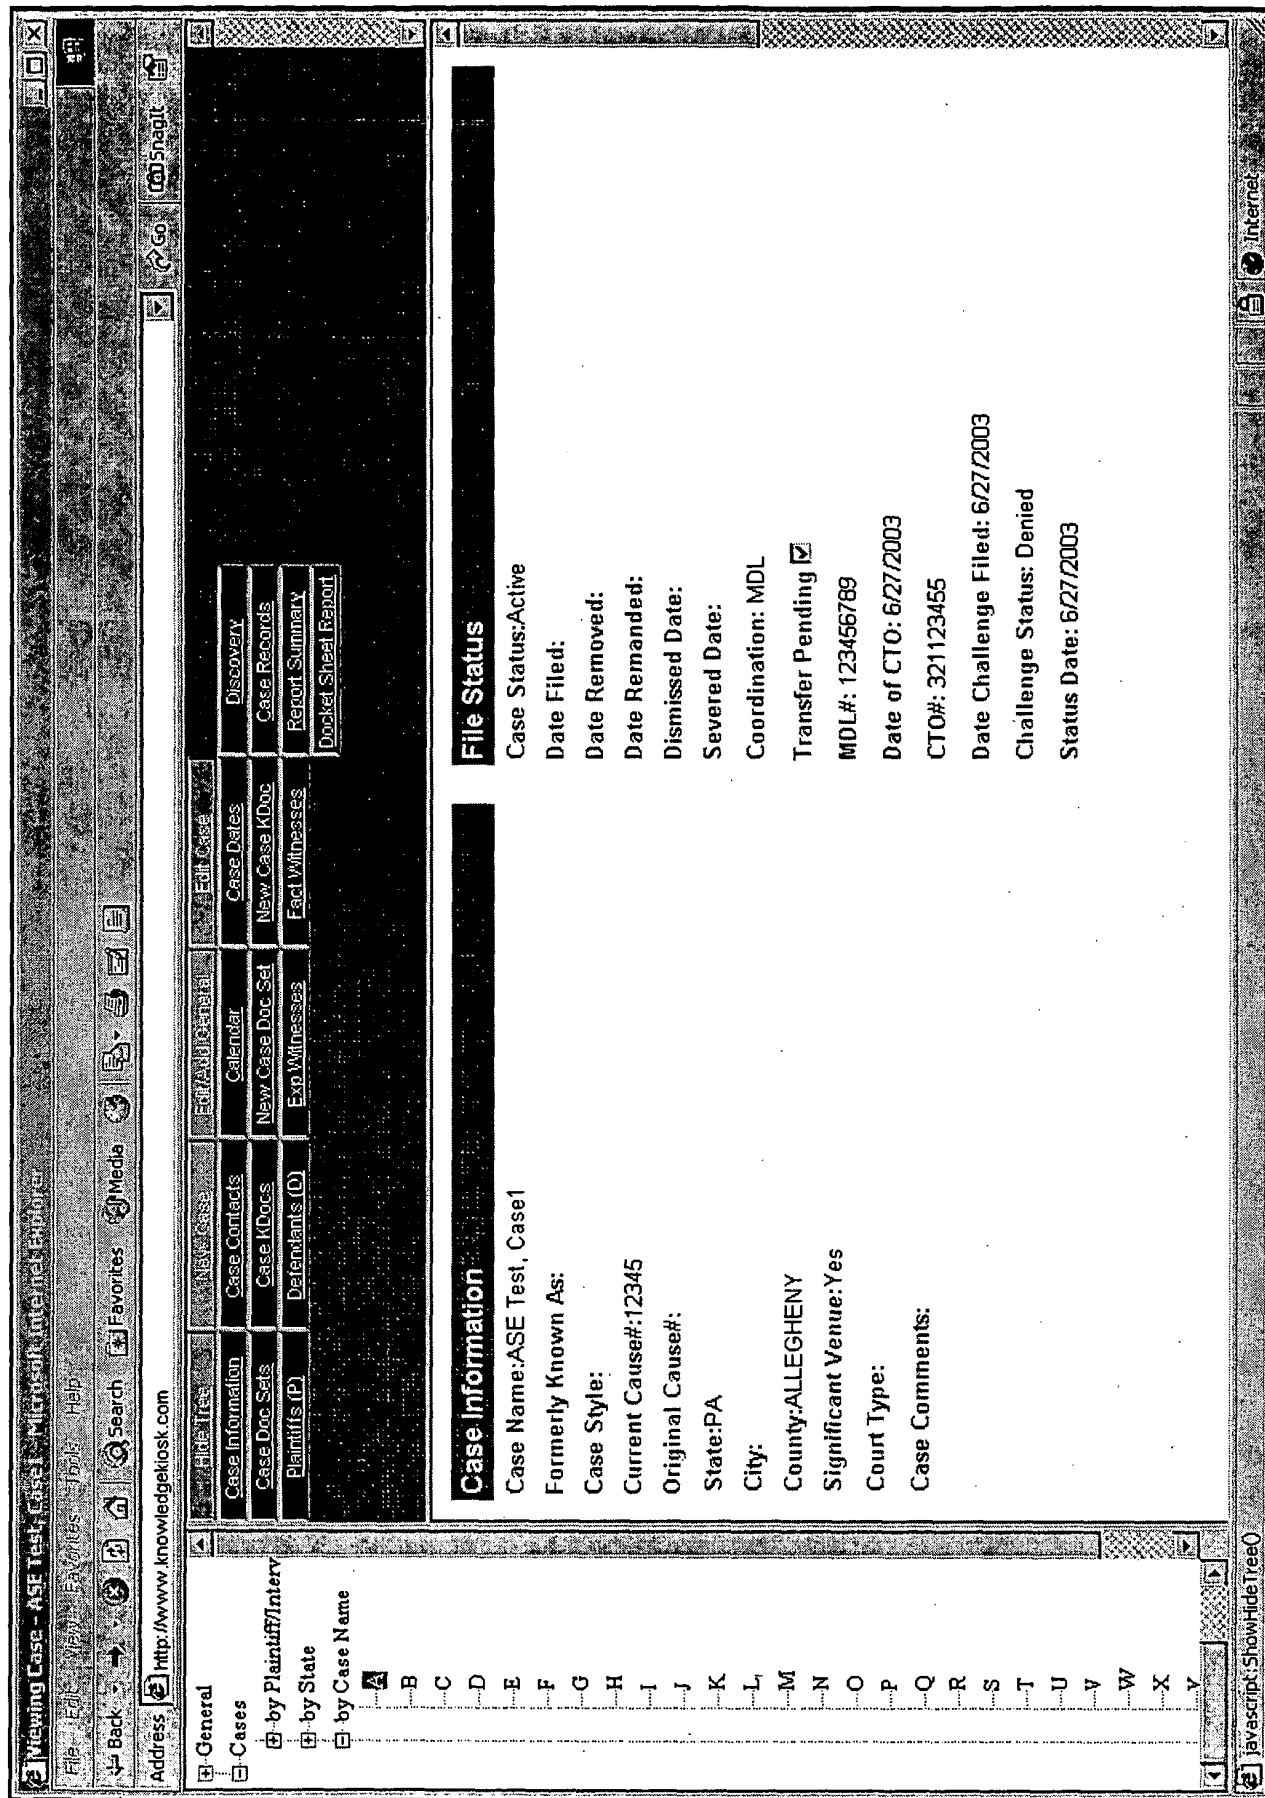 Viewing Case - ASE Test, Case1 - Microsoft Internet Explorer
File Edit View Favorites Tools Help
Back Search Favorites Media
Address http://www.knowledgekiosk.com Go SnagIt
General
Cases
by Plaintiff/Interv
by State
by Case Name
A
B
C
D
E
F
G
H
I
J
K
L
M
N
O
P
Q
R
S
T
U
V
W
X
Y
Hide Tree Nav. Case Edit/Add General Edit Case
Case Information Case Contacts Calendar Case Dates Discovery
Case Doc Sets Case KDocs New Case Doc Set New Case KDoc Case Records
Plaintiffs (P) Defendants (D) Exp Witnesses Fact Witnesses Report Summary
Docket Sheet Report
Case Information
Case Name:ASE Test, Case1
Formerly Known As:
Case Style:
Current Cause#:12345
Original Cause#:
State:PA
City:
County:ALLEGHENY
Significant Venue:Yes
Court Type:
Case Comments:
File Status
Case Status:Active
Date Filed:
Date Removed:
Date Remanded:
Dismissed Date:
Severed Date:
Coordination: MDL
Transfer Pending
MDL#: 123456789
Date of CTO: 6/27/2003
CTO#: 321123455
Date Challenge Filed: 6/27/2003
Challenge Status: Denied
Status Date: 6/27/2003
javascript:ShowHideTree() Internet